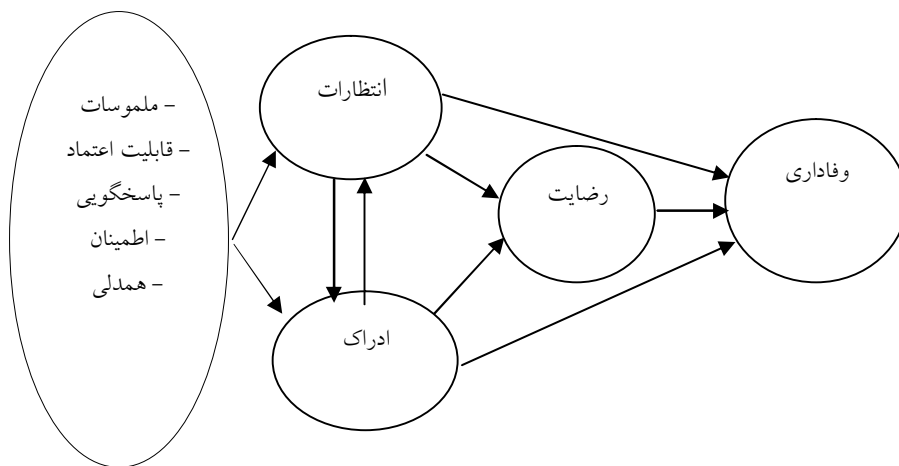 - ملموسات
- قابلیت اعتماد
- پاسخگویی
- اطمینان
- همدلی
انتظارات
ادراک
رضایت
وفاداری